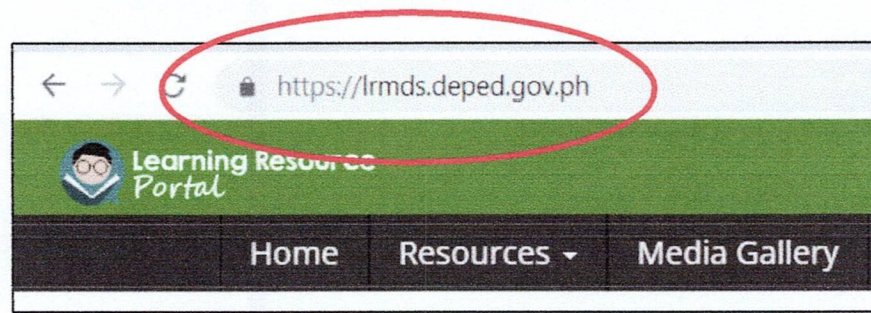 https://lrmds.deped.gov.ph
Learning Resource
Portal
Home Resources Media Gallery